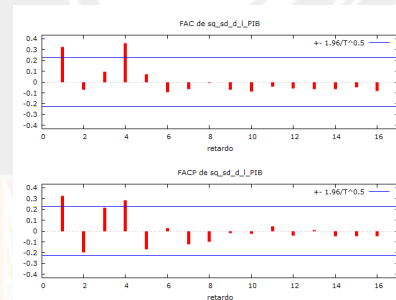 FAC de sq_sd_d_l_PIB
+- 1.96/T^0.5
0.4
0.3
0.2
0.1
0
-0.1
-0.2
-0.3
-0.4
0 2 4 6 8 10 12 14 16
retardo
FACP de sq_sd_d_l_PIB
+- 1.96/T^0.5
0.4
0.3
0.2
0.1
0
-0.1
-0.2
-0.3
-0.4
0 2 4 6 8 10 12 14 16
retardo